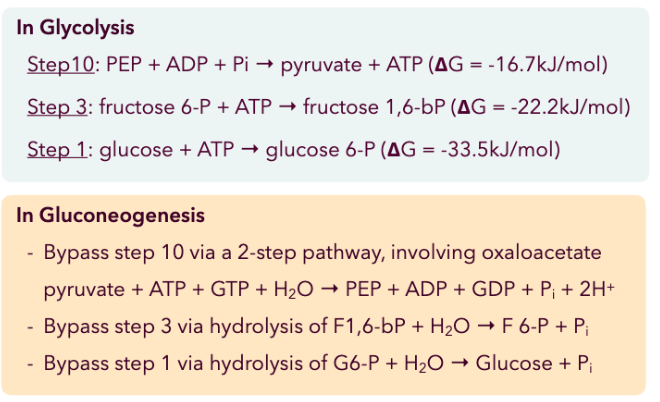 In Glycolysis
Step10: PEP + ADP + Pi → pyruvate + ATP (ΔG = -16.7kJ/mol)
Step 3: fructose 6-P + ATP → fructose 1,6-bP (ΔG = -22.2kJ/mol)
Step 1: glucose + ATP → glucose 6-P (ΔG = -33.5kJ/mol)
In Gluconeogenesis
- Bypass step 10 via a 2-step pathway, involving oxaloacetate
pyruvate + ATP + GTP + H₂O → PEP + ADP + GDP + Pᵢ + 2H⁺
- Bypass step 3 via hydrolysis of F1,6-bP + H₂O → F 6-P + Pᵢ
- Bypass step 1 via hydrolysis of G6-P + H₂O → Glucose + Pᵢ